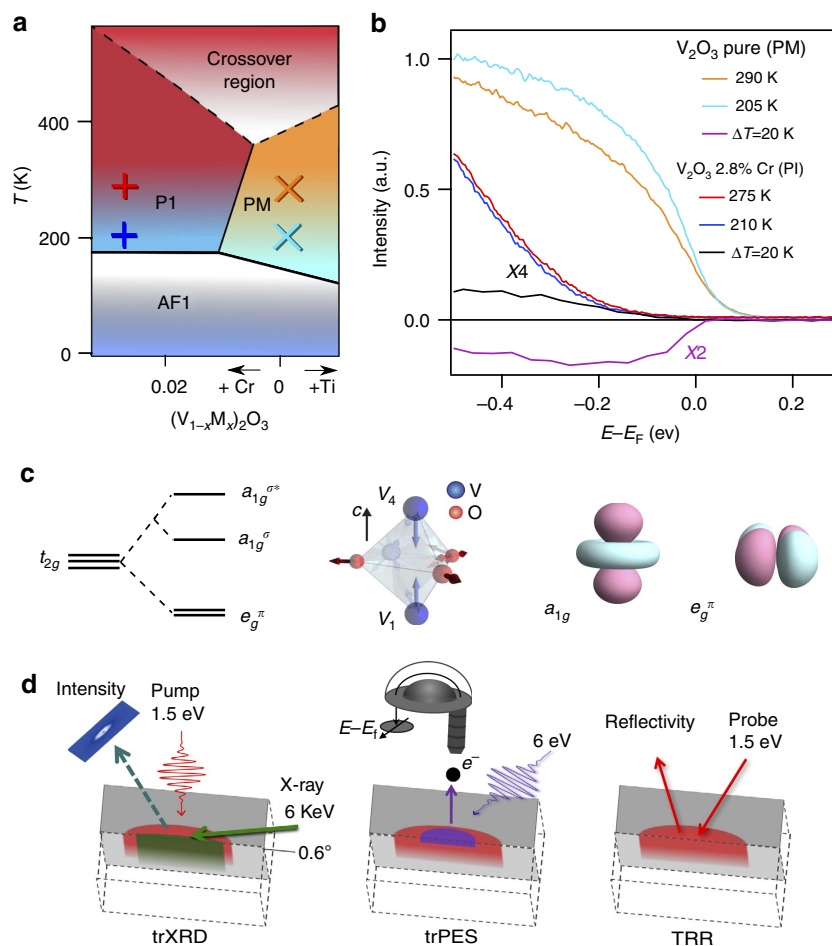 a
Crossover
region
400
200
0
T (K)
P1
PM
AF1
0.02
+ Cr
0
+Ti
(V1−xMx)2O3
b
1.0
0.5
0.0
Intensity (a.u.)
V2O3 pure (PM)
290 K
205 K
ΔT=20 K
V2O3 2.8% Cr (PI)
275 K
210 K
ΔT=20 K
X4
X2
−0.4
−0.2
0.0
0.2
E–EF (ev)
c
t2g
a1g σ*
a1g σ
eg π
V4
c
V
O
V1
a1g
eg π
d
Intensity
Pump
1.5 eV
X-ray
6 KeV
0.6°
trXRD
E–Ef
e−
6 eV
trPES
Reflectivity
Probe
1.5 eV
TRR